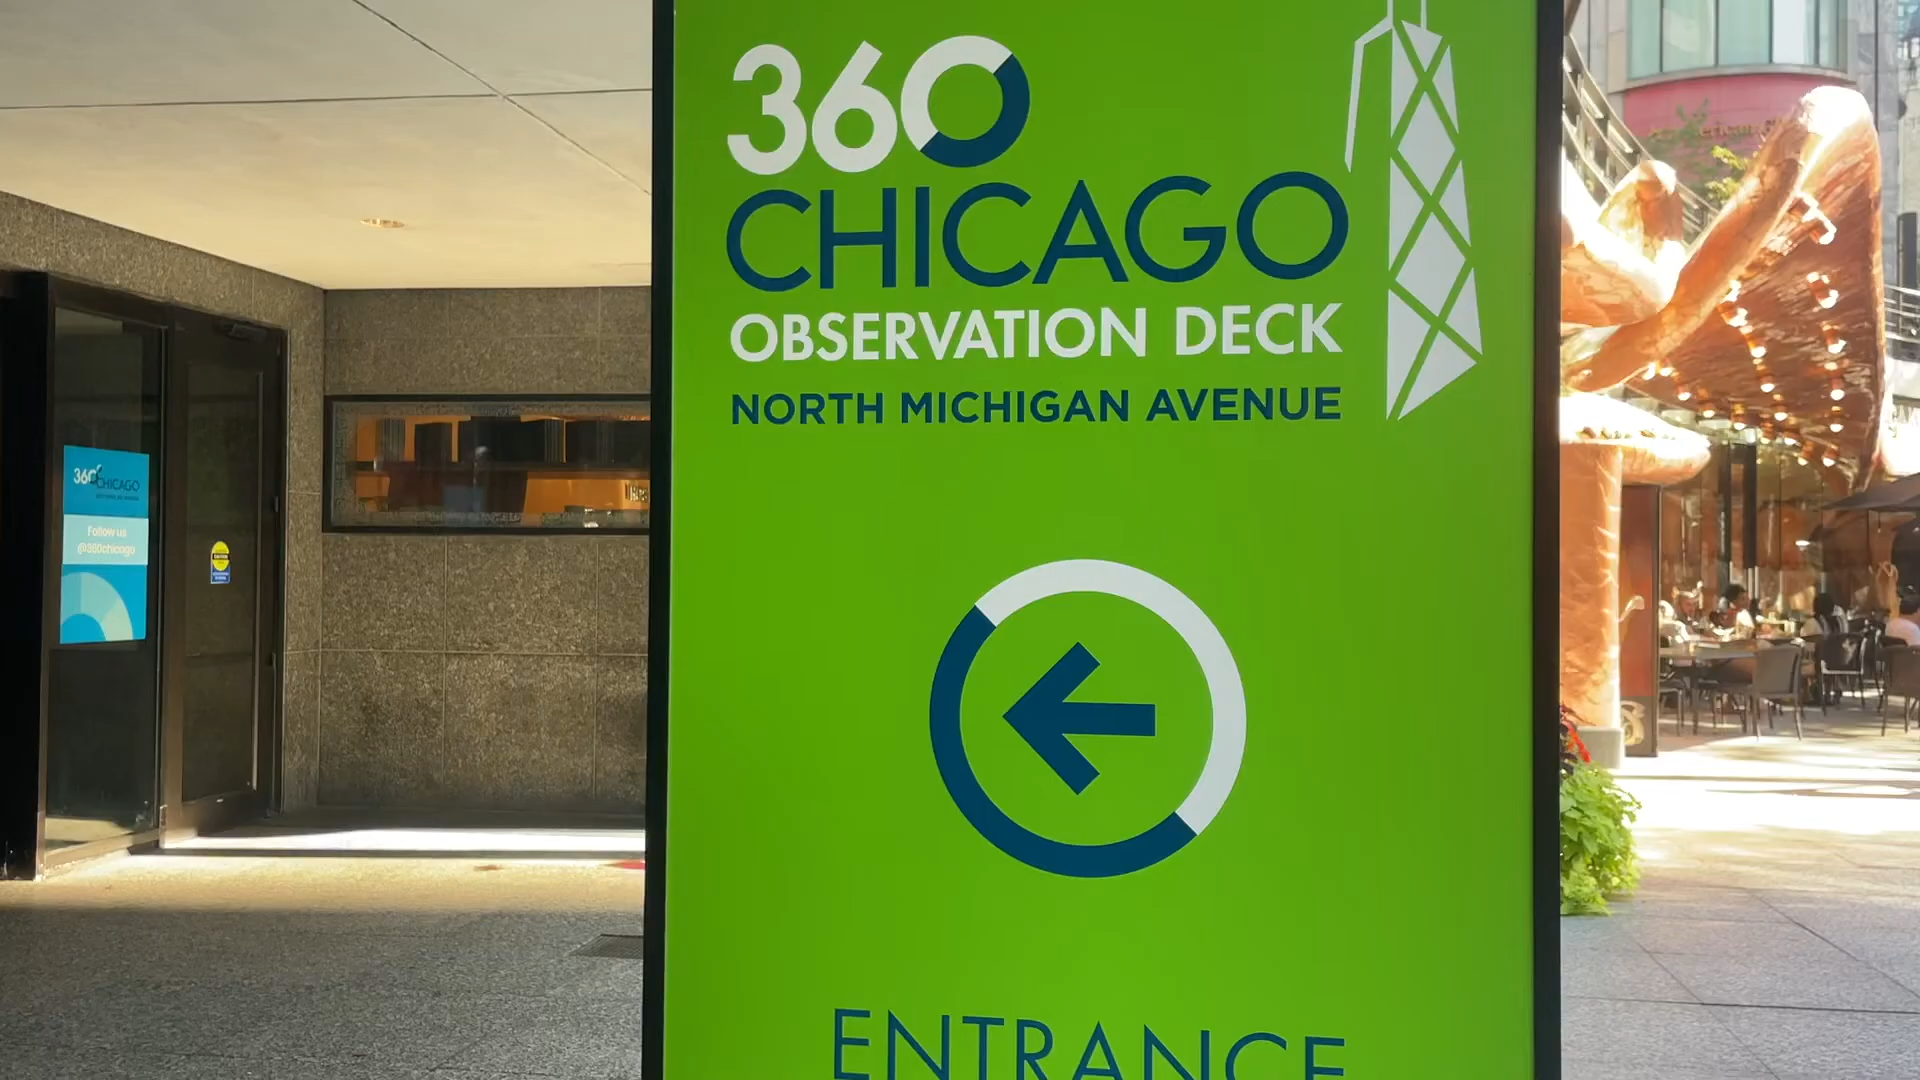 360
CHICAGO
OBSERVATION DECK
NORTH MICHIGAN AVENUE
ENTRANCE
360
CHICAGO
Follow us
@360chicago